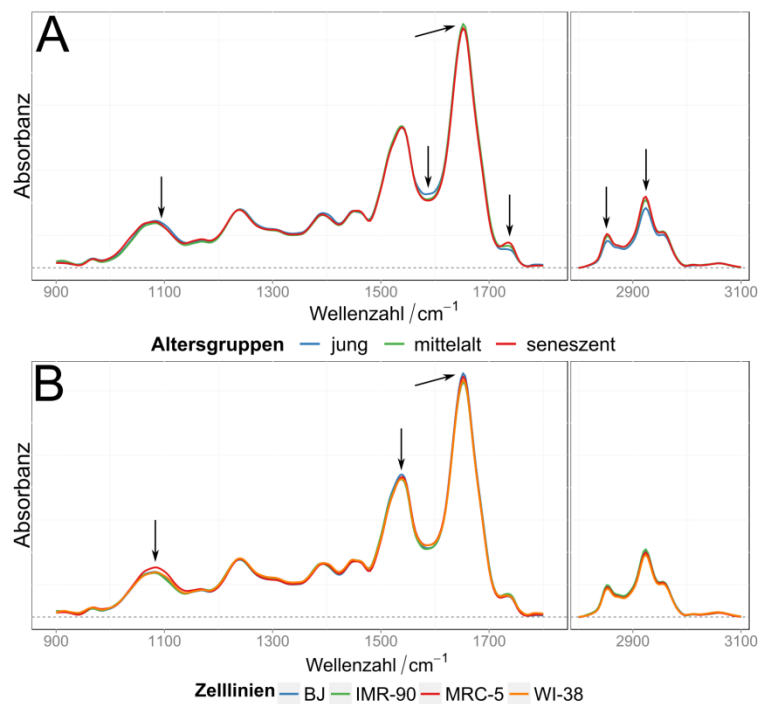 A
Absorbanz
900 1100 1300 1500 1700 2900 3100
Wellenzahl /cm⁻¹
Altersgruppen jung mittelalt seneszent
B
Absorbanz
900 1100 1300 1500 1700 2900 3100
Wellenzahl /cm⁻¹
Zelllinien BJ IMR-90 MRC-5 WI-38